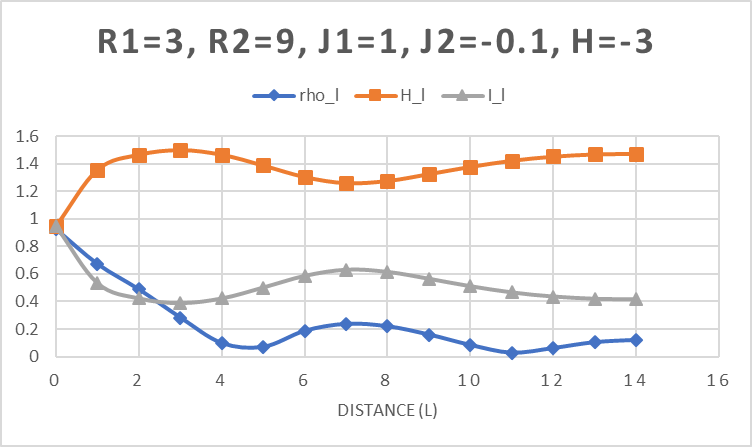 R1=3, R2=9, J1=1, J2=-0.1, H=-3
rho_l H_l I_l
1.6
1.4
1.2
1
0.8
0.6
0.4
0.2
0
0 2 4 6 8 10 12 14 16
DISTANCE (L)